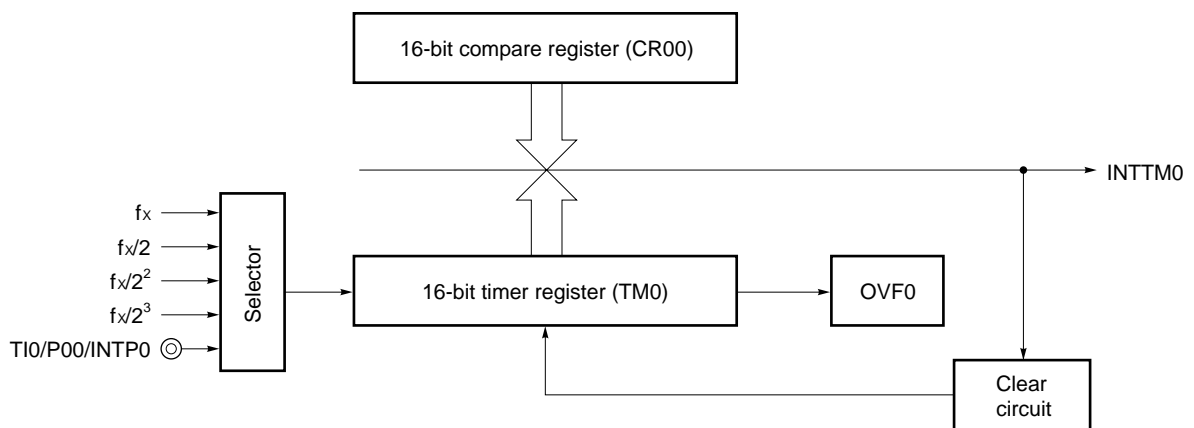 16-bit compare register (CR00)
INTTM0
fX
fX/2
fX/2²
fX/2³
TI0/P00/INTP0
Selector
16-bit timer register (TM0)
OVF0
Clear
circuit